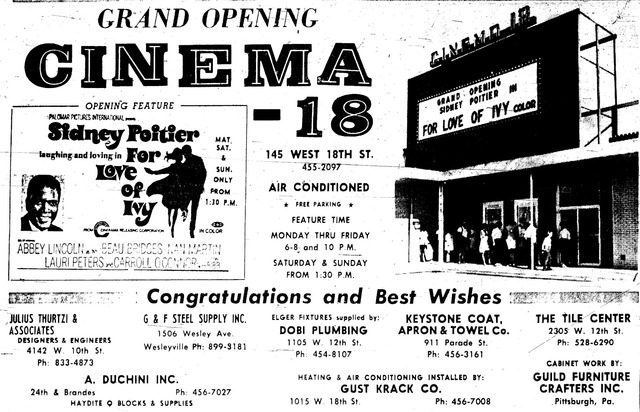 GRAND OPENING
CINEMA
-18
OPENING FEATURE
PALOMAR PICTURES INTERNATIONAL presents
Sidney Poitier
laughing and loving in For
Love
of
Ivy
MAT.
SAT.
&
SUN.
ONLY
FROM
1:30 P.M.
FROM CINERAMA RELEASING CORPORATION
IN COLOR
ABBEY LINCOLN BEAU BRIDGES NAN MARTIN
LAURI PETERS and CARROLL O'CONNOR
145 WEST 18TH ST.
455-2097
AIR CONDITIONED
★ FREE PARKING ★
FEATURE TIME
MONDAY THRU FRIDAY
6-8 and 10 P.M.
SATURDAY & SUNDAY
FROM 1:30 P.M.
CINEMA 18
GRAND OPENING
SIDNEY POITIER IN
FOR LOVE OF IVY COLOR
Congratulations and Best Wishes
JULIUS THURTZI &
ASSOCIATES
DESIGNERS & ENGINEERS
4142 W. 10th St.
Ph: 833-4873
G & F STEEL SUPPLY INC.
1506 Wesley Ave.
Wesleyville Ph: 899-3181
A. DUCHINI INC.
24th & Brandes Ph: 456-7027
HAYDITE BLOCKS & SUPPLIES
ELGER FIXTURES supplied by:
DOBI PLUMBING
1105 W. 12th St.
Ph: 454-8107
KEYSTONE COAT,
APRON & TOWEL Co.
911 Parade St.
Ph: 456-3161
HEATING & AIR CONDITIONING INSTALLED BY:
GUST KRACK CO.
1015 W. 18th St. Ph: 456-7008
THE TILE CENTER
2305 W. 12th St.
Ph: 528-6290
CABINET WORK BY:
GUILD FURNITURE
CRAFTERS INC.
Pittsburgh, Pa.